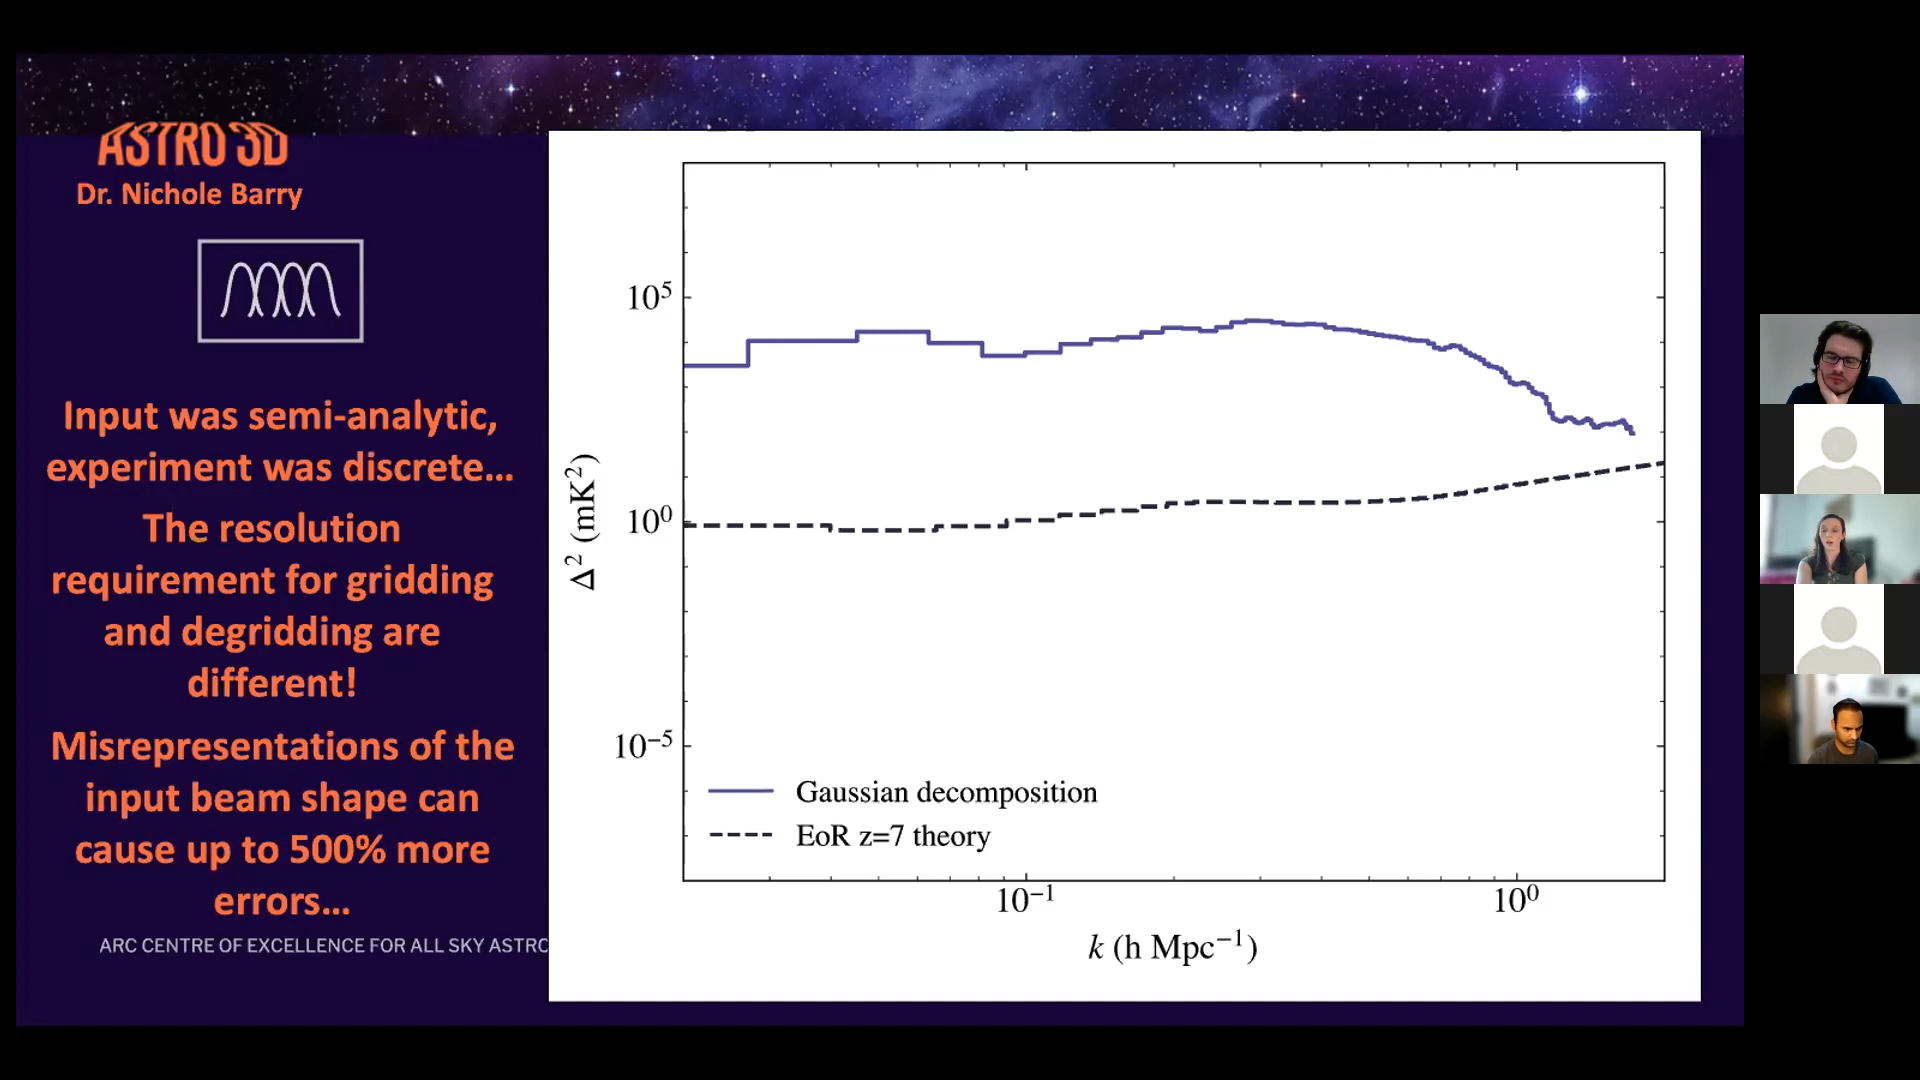 ASTRO 3D
Dr. Nichole Barry
Input was semi-analytic,
experiment was discrete...
The resolution
requirement for gridding
and degridding are
different!
Misrepresentations of the
input beam shape can
cause up to 500% more
errors...
ARC CENTRE OF EXCELLENCE FOR ALL SKY ASTRO
10⁵
10⁰
10⁻⁵
Δ² (mK²)
Gaussian decomposition
EoR z=7 theory
10⁻¹
10⁰
k (h Mpc⁻¹)